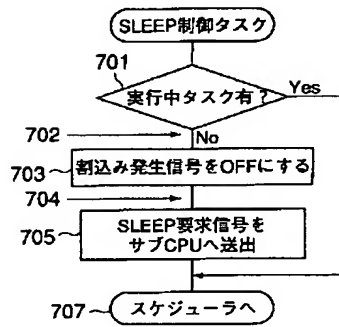 SLEEP制御タスク
701
実行中タスク有？
Yes
702
No
703
割込み発生信号をOFFにする
704
705
SLEEP要求信号を
サブCPUへ送出
707
スケジューラへ